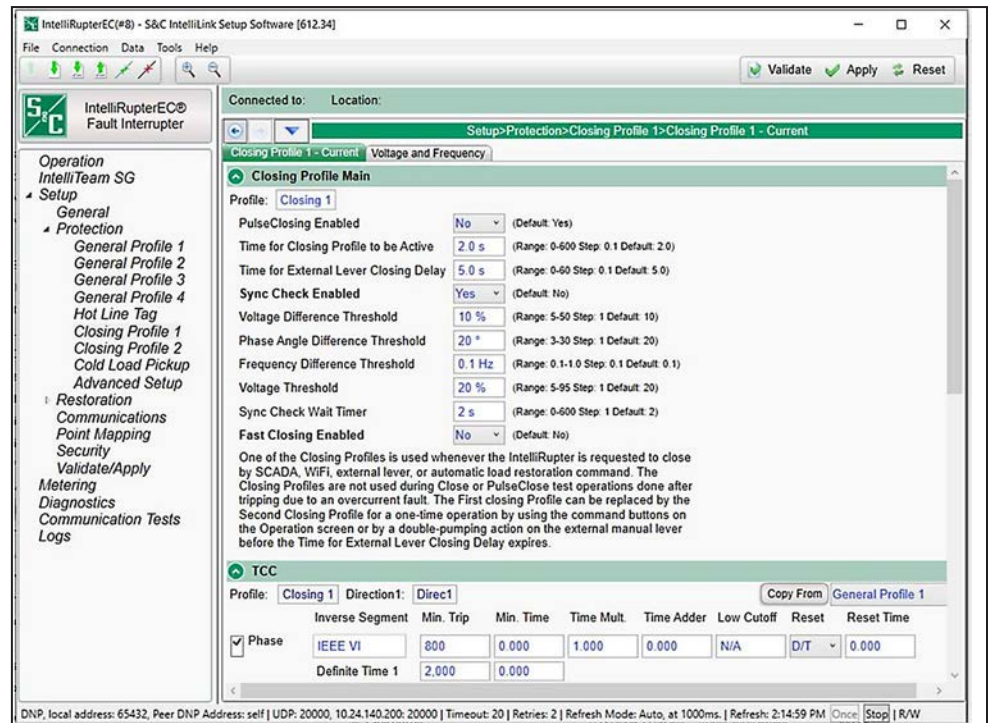 IntelliRupterEC(#8) - S&C IntelliLink Setup Software [612.34]
File Connection Data Tools Help
Validate Apply Reset
S&C
IntelliRupterEC®
Fault Interrupter
Connected to: Location:
Setup>Protection>Closing Profile 1>Closing Profile 1 - Current
Closing Profile 1 - Current Voltage and Frequency
Operation
IntelliTeam SG
Setup
General
Protection
General Profile 1
General Profile 2
General Profile 3
General Profile 4
Hot Line Tag
Closing Profile 1
Closing Profile 2
Cold Load Pickup
Advanced Setup
Restoration
Communications
Point Mapping
Security
Validate/Apply
Metering
Diagnostics
Communication Tests
Logs
Closing Profile Main
Profile: Closing 1
PulseClosing Enabled No (Default: Yes)
Time for Closing Profile to be Active 2.0 s (Range: 0-600 Step: 0.1 Default: 2.0)
Time for External Lever Closing Delay 5.0 s (Range: 0-60 Step: 0.1 Default: 5.0)
Sync Check Enabled Yes (Default: No)
Voltage Difference Threshold 10 % (Range: 5-50 Step: 1 Default: 10)
Phase Angle Difference Threshold 20 ° (Range: 3-30 Step: 1 Default: 20)
Frequency Difference Threshold 0.1 Hz (Range: 0.1-1.0 Step: 0.1 Default: 0.1)
Voltage Threshold 20 % (Range: 5-95 Step: 1 Default: 20)
Sync Check Wait Timer 2 s (Range: 0-600 Step: 1 Default: 2)
Fast Closing Enabled No (Default: No)
One of the Closing Profiles is used whenever the IntelliRupter is requested to close
by SCADA, WiFi, external lever, or automatic load restoration command. The
Closing Profiles are not used during Close or PulseClose test operations done after
tripping due to an overcurrent fault. The First closing Profile can be replaced by the
Second Closing Profile for a one-time operation by using the command buttons on
the Operation screen or by a double-pumping action on the external manual lever
before the Time for External Lever Closing Delay expires.
TCC
Profile: Closing 1 Direction1: Direc1 Copy From General Profile 1
Inverse Segment Min. Trip Min. Time Time Mult. Time Adder Low Cutoff Reset Reset Time
Phase IEEE VI 800 0.000 1.000 0.000 N/A D/T 0.000
Definite Time 1 2,000 0.000
DNP, local address: 65432, Peer DNP Address: self | UDP: 20000, 10.24.140.200: 20000 | Timeout: 20 | Retries: 2 | Refresh Mode: Auto, at 1000ms. | Refresh: 2:14:59 PM Once Stop | R/W